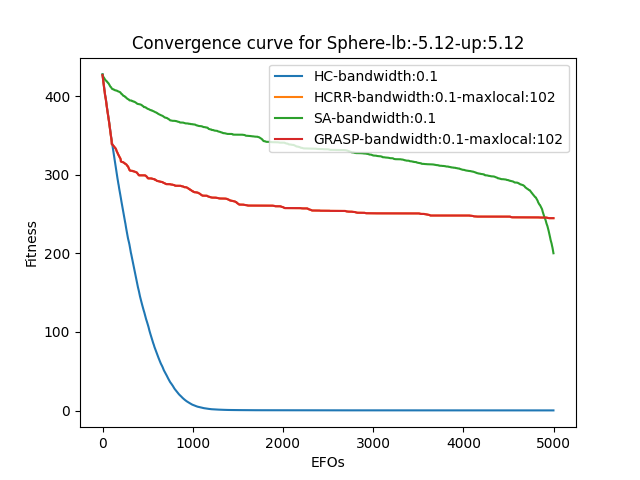 Convergence curve for Sphere-lb:-5.12-up:5.12
HC-bandwidth:0.1
HCRR-bandwidth:0.1-maxlocal:102
SA-bandwidth:0.1
GRASP-bandwidth:0.1-maxlocal:102
400
300
200
100
0
Fitness
0 1000 2000 3000 4000 5000
EFOs